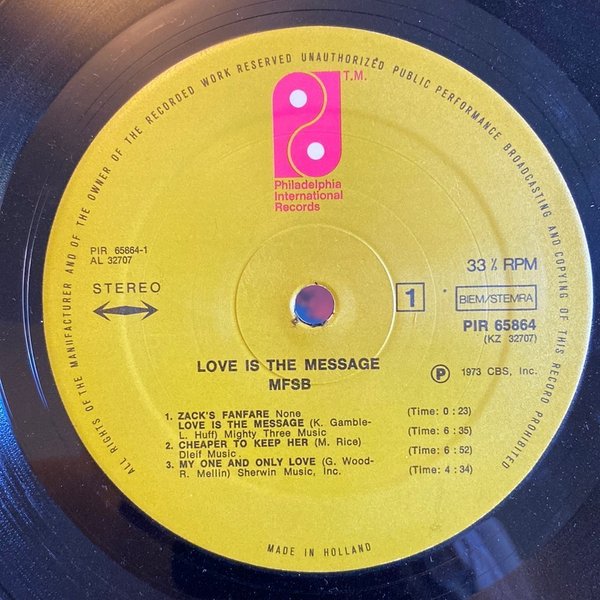 ALL RIGHTS OF THE MANUFACTURER AND OF THE OWNER OF THE RECORDED WORK RESERVED UNAUTHORIZED PUBLIC PERFORMANCE BROADCASTING AND COPYING OF THIS RECORD PROHIBITED
T.M.
Philadelphia
International
Records
PIR 65864-1
AL 32707
STEREO
33⅓ RPM
1
BIEM/STEMRA
PIR 65864
(KZ 32707)
LOVE IS THE MESSAGE
MFSB
℗ 1973 CBS, Inc.
1. ZACK'S FANFARE None (Time: 0 : 23)
LOVE IS THE MESSAGE (K. Gamble- (Time: 6 : 35)
L. Huff) Mighty Three Music
2. CHEAPER TO KEEP HER (M. Rice) (Time: 6 : 52)
Dleif Music
3. MY ONE AND ONLY LOVE (G. Wood- (Time: 4 : 34)
R. Mellin) Sherwin Music, Inc.
MADE IN HOLLAND